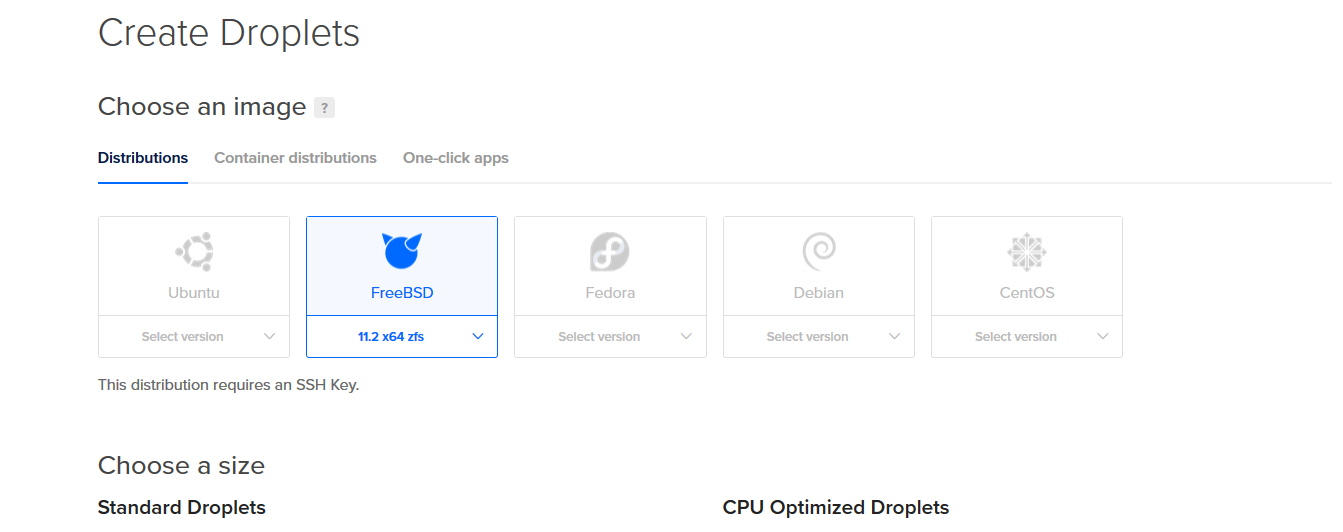 Create Droplets
Choose an image ?
Distributions Container distributions One-click apps
Ubuntu FreeBSD Fedora Debian CentOS
Select version 11.2 x64 zfs Select version Select version Select version
This distribution requires an SSH Key.
Choose a size
Standard Droplets CPU Optimized Droplets